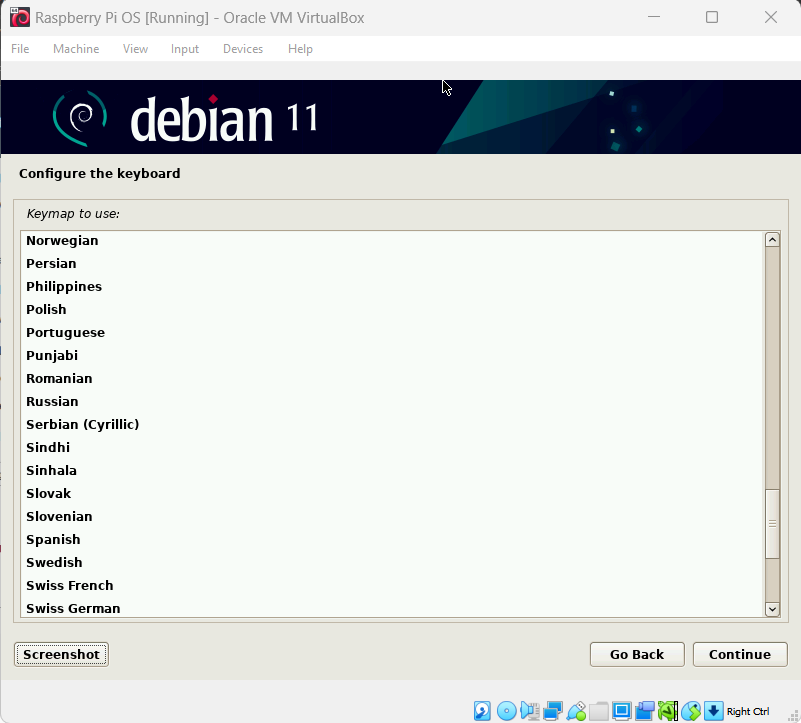 Raspberry Pi OS [Running] - Oracle VM VirtualBox
File Machine View Input Devices Help
debian 11
Configure the keyboard
Keymap to use:
Norwegian
Persian
Philippines
Polish
Portuguese
Punjabi
Romanian
Russian
Serbian (Cyrillic)
Sindhi
Sinhala
Slovak
Slovenian
Spanish
Swedish
Swiss French
Swiss German
Screenshot Go Back Continue
Right Ctrl